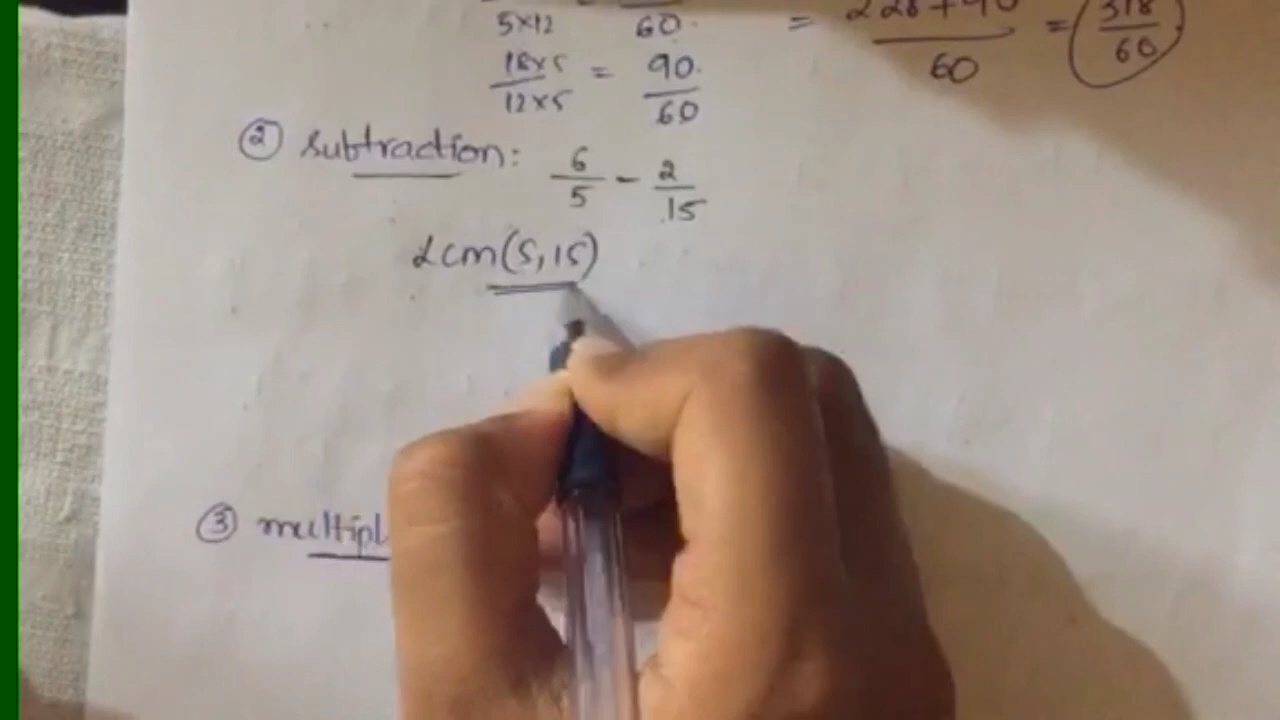 5×12 = 60. = 228+90 / 60 = 318/60
18×5 / 12×5 = 90. / 60
② Subtraction: 6/5 - 2/15
Lcm(5,15)
③ multipl